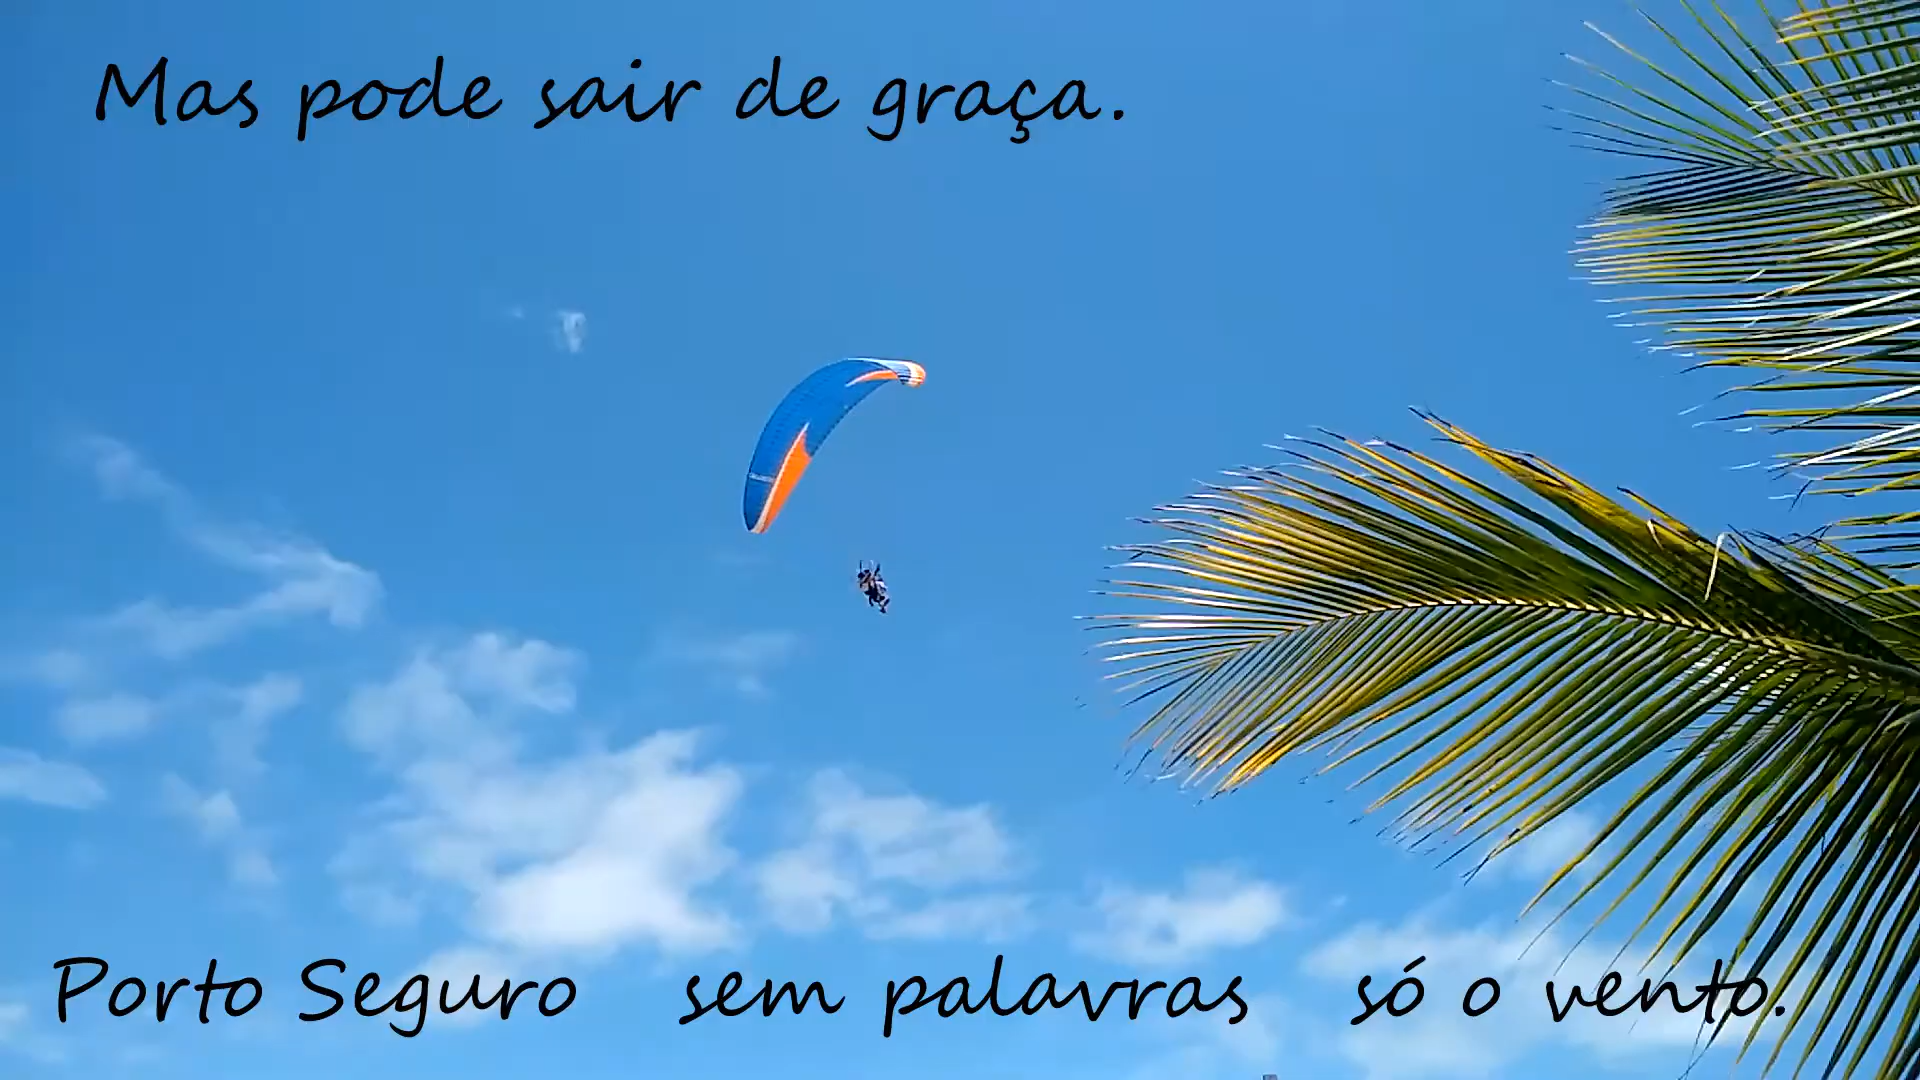 Mas pode sair de graça.
Porto Seguro sem palavras só o vento.